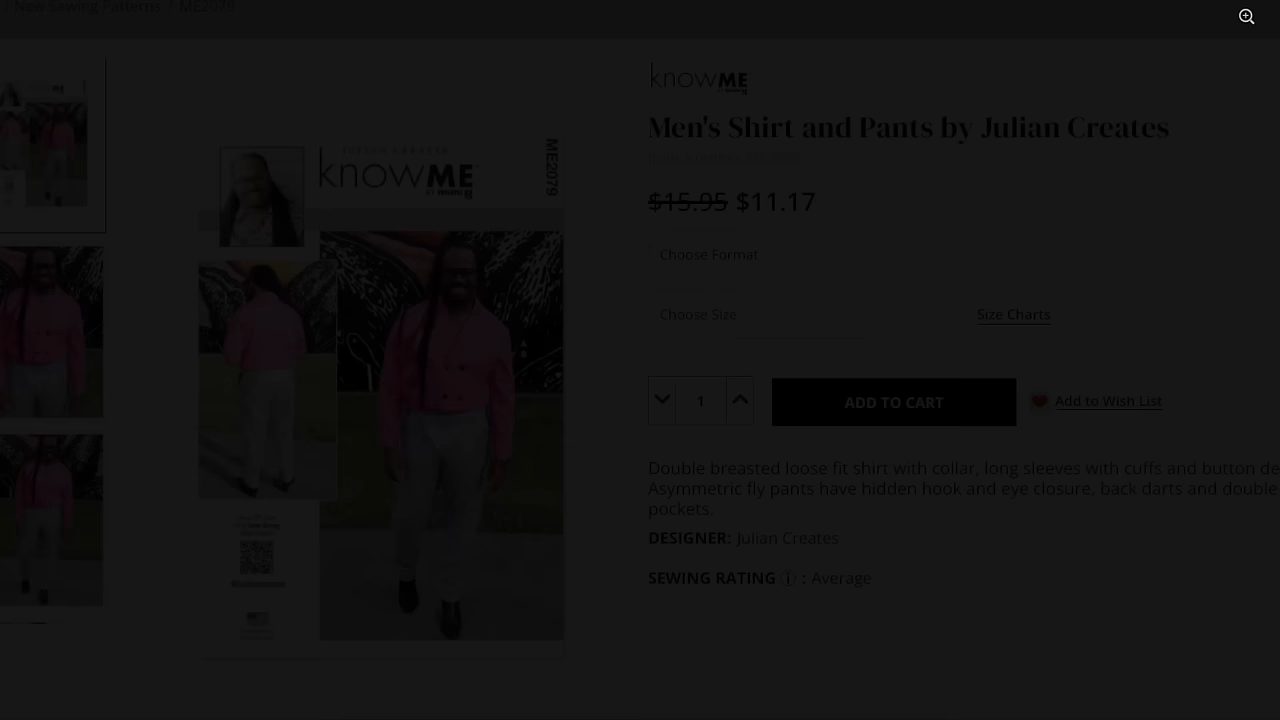 New Sewing Patterns / ME2079
knowME
Men's Shirt and Pants by Julian Creates
JULIAN CREATES
knowME
ME2079
$15.95 $11.17
Choose Format
Choose Size
Size Charts
1
ADD TO CART
Add to Wish List
Double breasted loose fit shirt with collar, long sleeves with cuffs and button de
Asymmetric fly pants have hidden hook and eye closure, back darts and double
pockets.
DESIGNER: Julian Creates
SEWING RATING ⓘ : Average